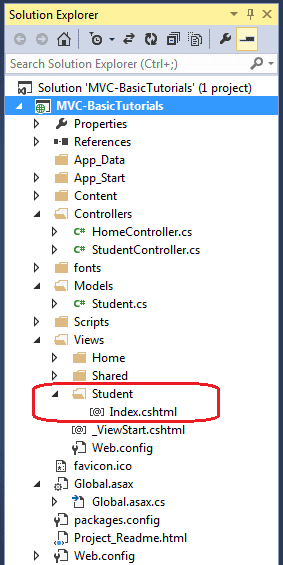 Solution Explorer
Search Solution Explorer (Ctrl+;)
Solution 'MVC-BasicTutorials' (1 project)
MVC-BasicTutorials
Properties
References
App_Data
App_Start
Content
Controllers
C# HomeController.cs
C# StudentController.cs
fonts
Models
C# Student.cs
Scripts
Views
Home
Shared
Student
[@] Index.cshtml
[@] _ViewStart.cshtml
Web.config
favicon.ico
Global.asax
Global.asax.cs
packages.config
Project_Readme.html
Web.config